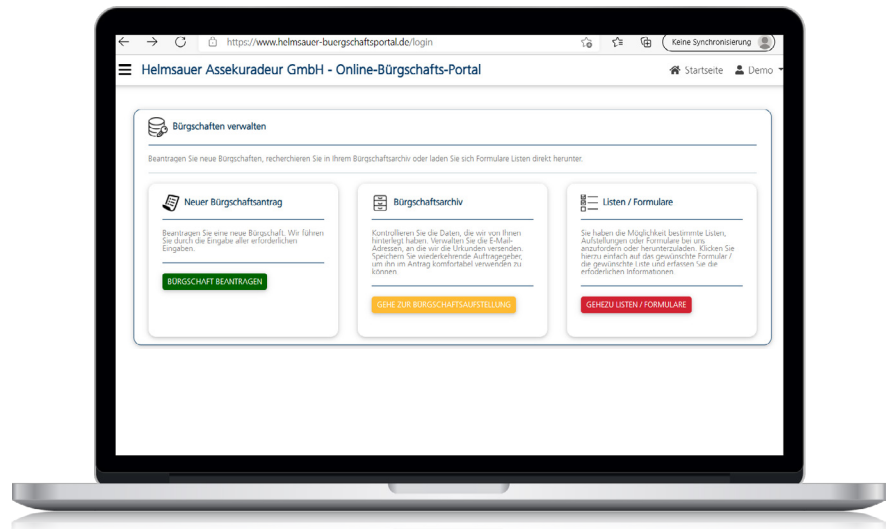 https://www.helmsauer-buergschaftsportal.de/login
Keine Synchronisierung
Helmsauer Assekuradeur GmbH - Online-Bürgschafts-Portal
Startseite
Demo
Bürgschaften verwalten
Beantragen Sie neue Bürgschaften, recherchieren Sie in Ihrem Bürgschaftsarchiv oder laden Sie sich Formulare Listen direkt herunter.
Neuer Bürgschaftsantrag
Beantragen Sie eine neue Bürgschaft. Wir führen
Sie durch die Eingabe aller erforderlichen
Eingaben.
BÜRGSCHAFT BEANTRAGEN
Bürgschaftsarchiv
Kontrollieren Sie die Daten, die wir von Ihnen
hinterlegt haben. Verwalten Sie die E-Mail-
Adressen, an die wir die Urkunden versenden.
Speichern Sie wiederkehrende Auftraggeber,
um ihn im Antrag komfortabel verwenden zu
können
GEHE ZUR BÜRGSCHAFTSAUFSTELLUNG
Listen / Formulare
Sie haben die Möglichkeit bestimmte Listen,
Aufstellungen oder Formulare bei uns
anzufordern oder herunterzuladen. Klicken Sie
hierzu einfach auf das gewünschte Formular /
die gewünschte Liste und erfassen Sie die
erfoderlichen Informationen
GEHEZU LISTEN / FORMULARE